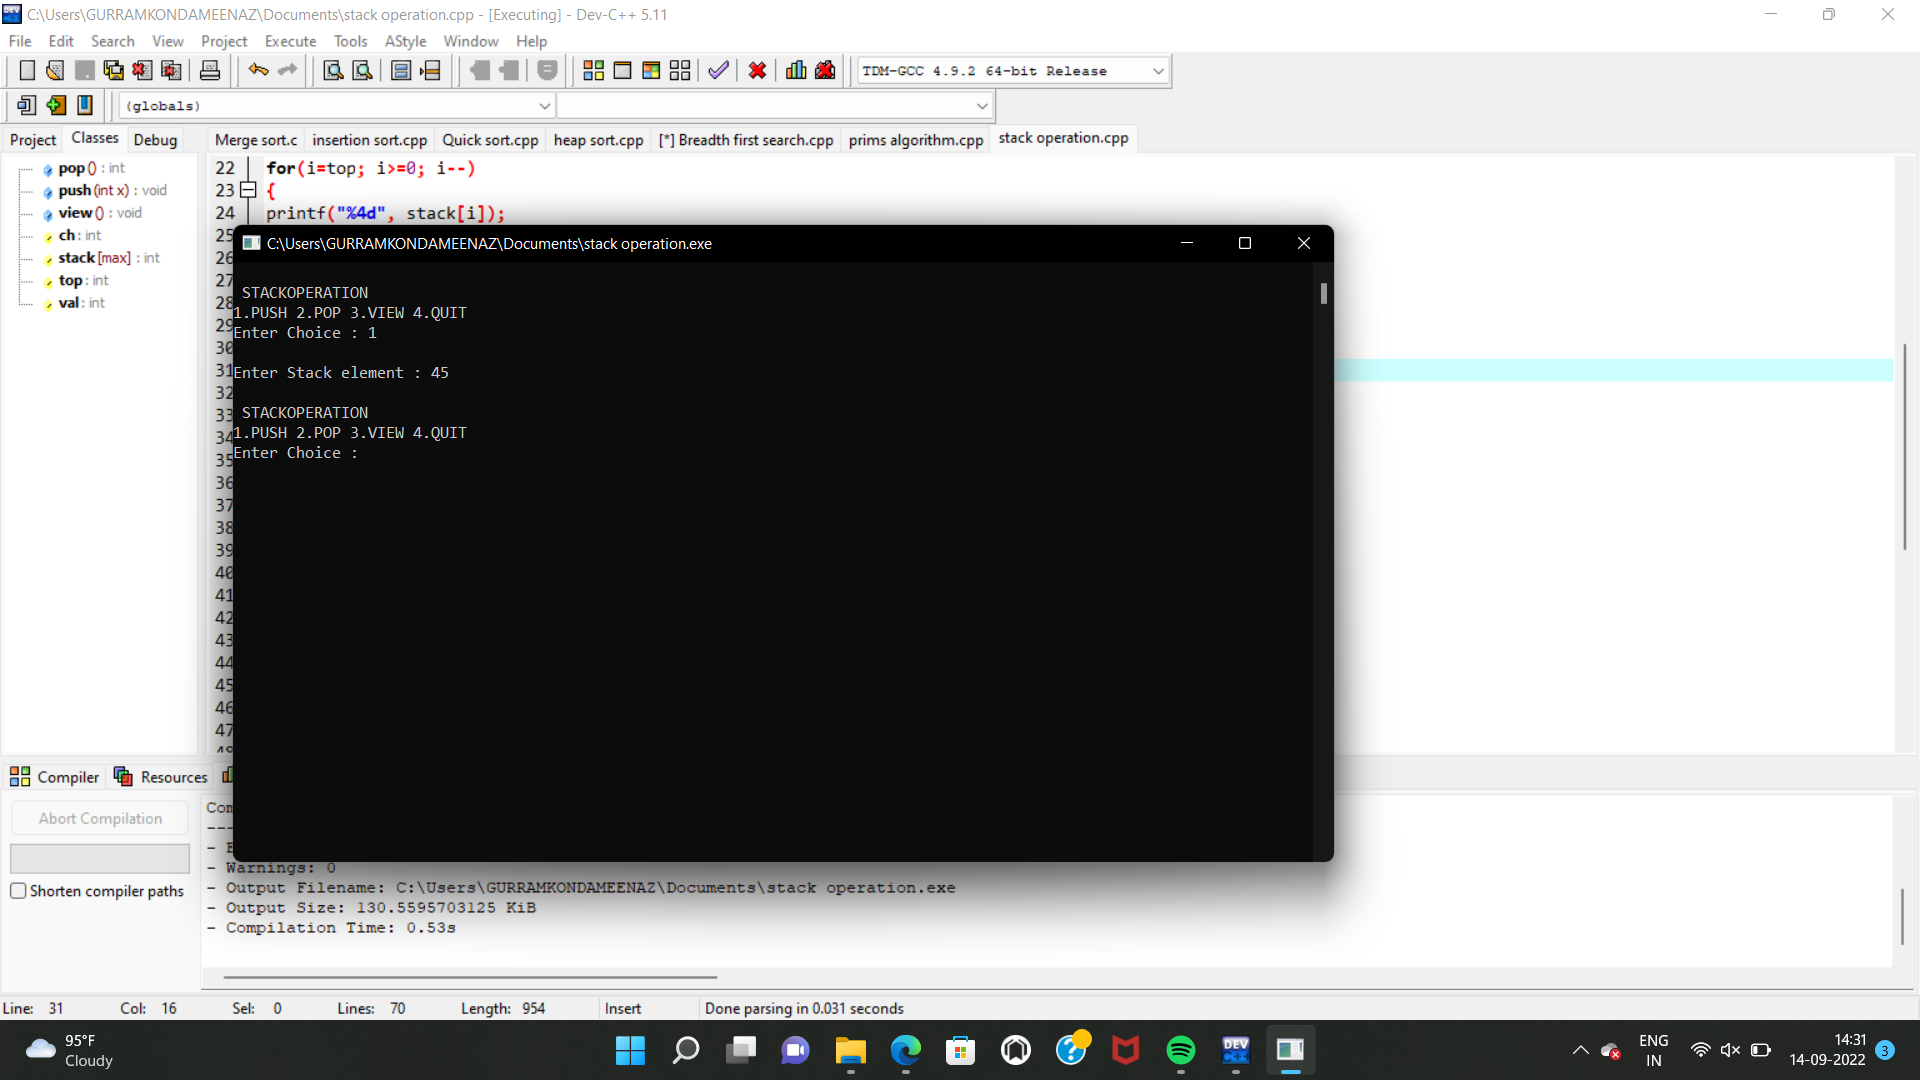 C:\Users\GURRAMKONDAMEENAZ\Documents\stack operation.cpp - [Executing] - Dev-C++ 5.11
File Edit Search View Project Execute Tools AStyle Window Help
TDM-GCC 4.9.2 64-bit Release
(globals)
Project Classes Debug
Merge sort.c insertion sort.cpp Quick sort.cpp heap sort.cpp [*] Breadth first search.cpp prims algorithm.cpp stack operation.cpp
pop () : int
push (int x) : void
view () : void
ch : int
stack [max] : int
top : int
val : int
22 for(i=top; i>=0; i--)
23 {
24 printf("%4d", stack[i]);
25
26
27
28
29
30
31
32
33
34
35
36
37
38
39
40
41
42
43
44
45
46
47
48
C:\Users\GURRAMKONDAMEENAZ\Documents\stack operation.exe
STACKOPERATION
1.PUSH 2.POP 3.VIEW 4.QUIT
Enter Choice : 1
Enter Stack element : 45
STACKOPERATION
1.PUSH 2.POP 3.VIEW 4.QUIT
Enter Choice :
Compiler Resources
Abort Compilation
Shorten compiler paths
- Warnings: 0
- Output Filename: C:\Users\GURRAMKONDAMEENAZ\Documents\stack operation.exe
- Output Size: 130.5595703125 KiB
- Compilation Time: 0.53s
Line: 31 Col: 16 Sel: 0 Lines: 70 Length: 954 Insert Done parsing in 0.031 seconds
95°F
Cloudy
DEV
C++
ENG
IN
14:31
14-09-2022
3